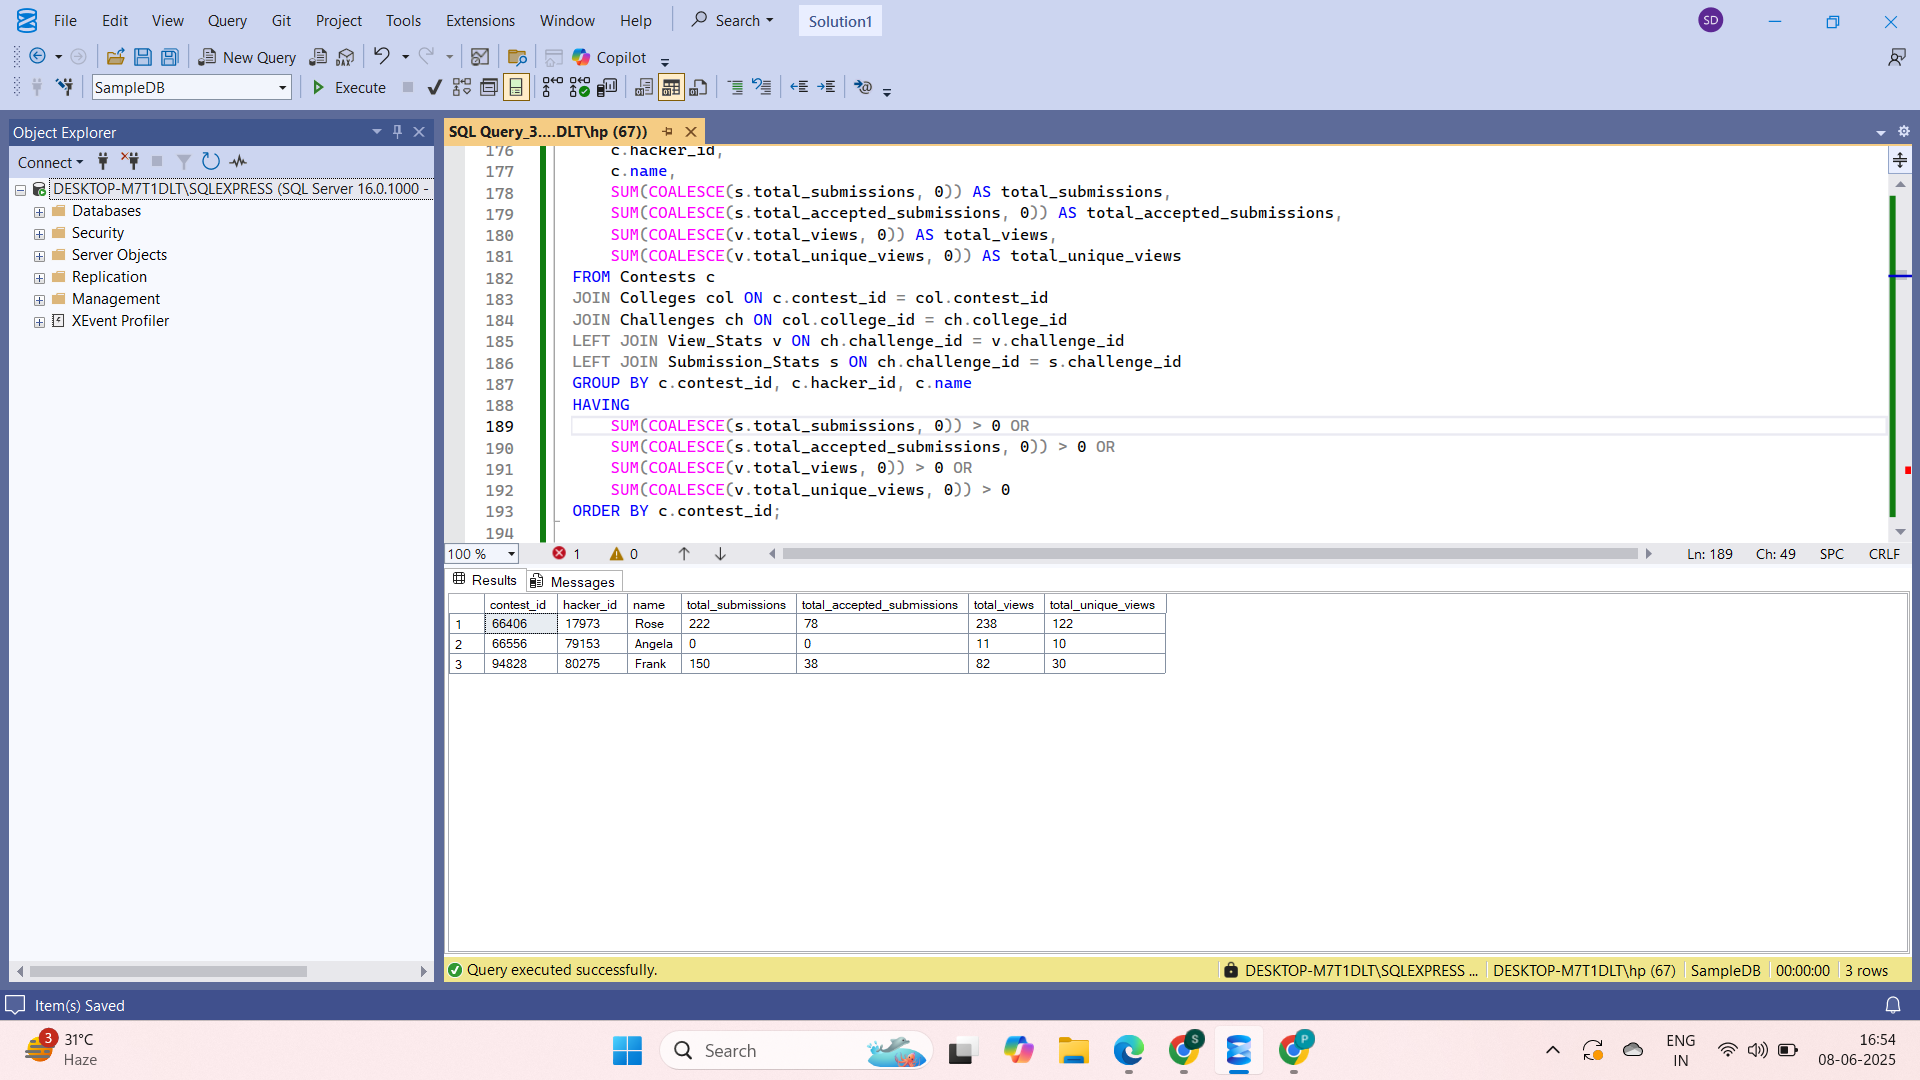 File Edit View Query Git Project Tools Extensions Window Help Search Solution1 SD
New Query DAX Copilot
SampleDB Execute
Object Explorer
Connect
DESKTOP-M7T1DLT\SQLEXPRESS (SQL Server 16.0.1000 -
Databases
Security
Server Objects
Replication
Management
XEvent Profiler
SQL Query_3....DLT\hp (67))
176 c.hacker_id,
177 c.name,
178 SUM(COALESCE(s.total_submissions, 0)) AS total_submissions,
179 SUM(COALESCE(s.total_accepted_submissions, 0)) AS total_accepted_submissions,
180 SUM(COALESCE(v.total_views, 0)) AS total_views,
181 SUM(COALESCE(v.total_unique_views, 0)) AS total_unique_views
182 FROM Contests c
183 JOIN Colleges col ON c.contest_id = col.contest_id
184 JOIN Challenges ch ON col.college_id = ch.college_id
185 LEFT JOIN View_Stats v ON ch.challenge_id = v.challenge_id
186 LEFT JOIN Submission_Stats s ON ch.challenge_id = s.challenge_id
187 GROUP BY c.contest_id, c.hacker_id, c.name
188 HAVING
189 SUM(COALESCE(s.total_submissions, 0)) > 0 OR
190 SUM(COALESCE(s.total_accepted_submissions, 0)) > 0 OR
191 SUM(COALESCE(v.total_views, 0)) > 0 OR
192 SUM(COALESCE(v.total_unique_views, 0)) > 0
193 ORDER BY c.contest_id;
194
100 % 1 0 Ln: 189 Ch: 49 SPC CRLF
Results Messages
contest_id hacker_id name total_submissions total_accepted_submissions total_views total_unique_views
1 66406 17973 Rose 222 78 238 122
2 66556 79153 Angela 0 0 11 10
3 94828 80275 Frank 150 38 82 30
Query executed successfully. DESKTOP-M7T1DLT\SQLEXPRESS ... DESKTOP-M7T1DLT\hp (67) SampleDB 00:00:00 3 rows
Item(s) Saved
3 31°C
Haze
Search
S
P
ENG
IN
16:54
08-06-2025